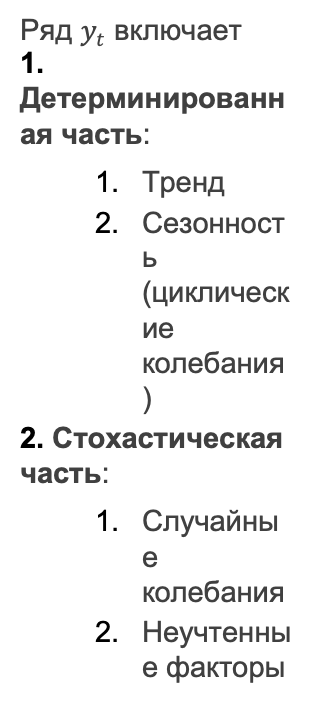 Ряд yₜ включает
1.
Детерминированн
ая часть:
1. Тренд
2. Сезонност
ь
(циклическ
ие
колебания
)
2. Стохастическая
часть:
1. Случайны
е
колебания
2. Неучтенны
е факторы